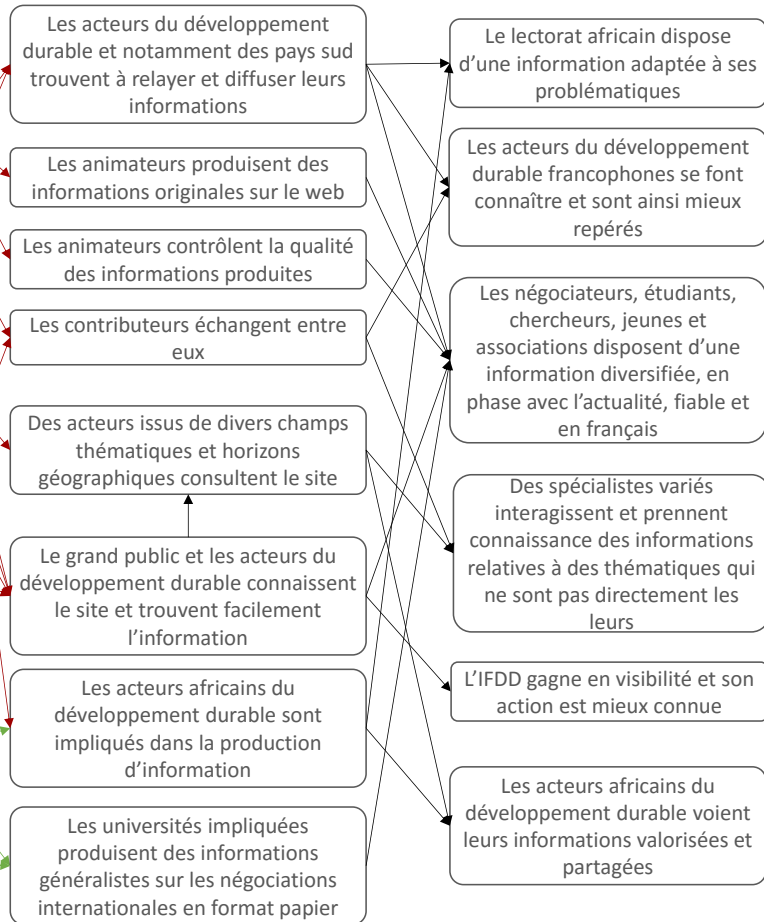 Les acteurs du développement
durable et notamment des pays sud
trouvent à relayer et diffuser leurs
informations
Les animateurs produisent des
informations originales sur le web
Les animateurs contrôlent la qualité
des informations produites
Les contributeurs échangent entre
eux
Des acteurs issus de divers champs
thématiques et horizons
géographiques consultent le site
Le grand public et les acteurs du
développement durable connaissent
le site et trouvent facilement
l’information
Les acteurs africains du
développement durable sont
impliqués dans la production
d’information
Les universités impliquées
produisent des informations
généralistes sur les négociations
internationales en format papier
Le lectorat africain dispose
d’une information adaptée à ses
problématiques
Les acteurs du développement
durable francophones se font
connaître et sont ainsi mieux
repérés
Les négociateurs, étudiants,
chercheurs, jeunes et
associations disposent d’une
information diversifiée, en
phase avec l’actualité, fiable et
en français
Des spécialistes variés
interagissent et prennent
connaissance des informations
relatives à des thématiques qui
ne sont pas directement les
leurs
L’IFDD gagne en visibilité et son
action est mieux connue
Les acteurs africains du
développement durable voient
leurs informations valorisées et
partagées